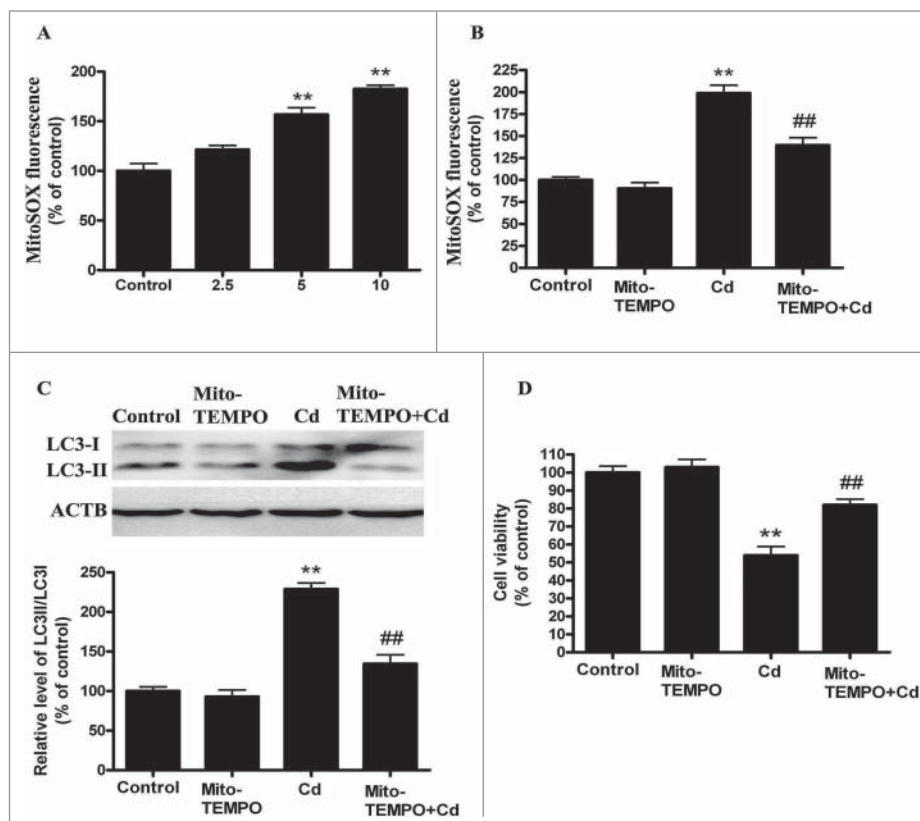 A
MitoSOX fluorescence
(% of control)
200
150
100
50
0
**
**
Control 2.5 5 10
B
MitoSOX fluorescence
(% of control)
225
200
175
150
125
100
75
50
25
0
**
##
Control Mito- Cd Mito-
TEMPO TEMPO+Cd
C
Mito- Mito-
Control TEMPO Cd TEMPO+Cd
LC3-I
LC3-II
ACTB
Relative level of LC3II/LC3I
(% of control)
250
200
150
100
50
0
**
##
Control Mito- Cd Mito-
TEMPO TEMPO+Cd
D
Cell viability
(% of control)
110
100
90
80
70
60
50
40
30
20
10
0
**
##
Control Mito- Cd Mito-
TEMPO TEMPO+Cd